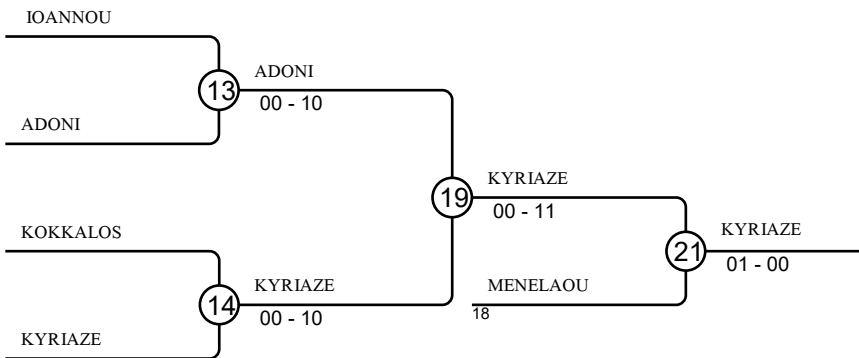 IOANNOU
13
ADONI
00 - 10
ADONI
19
KYRIAZE
00 - 11
KOKKALOS
14
KYRIAZE
00 - 10
KYRIAZE
21
KYRIAZE
01 - 00
MENELAOU
18